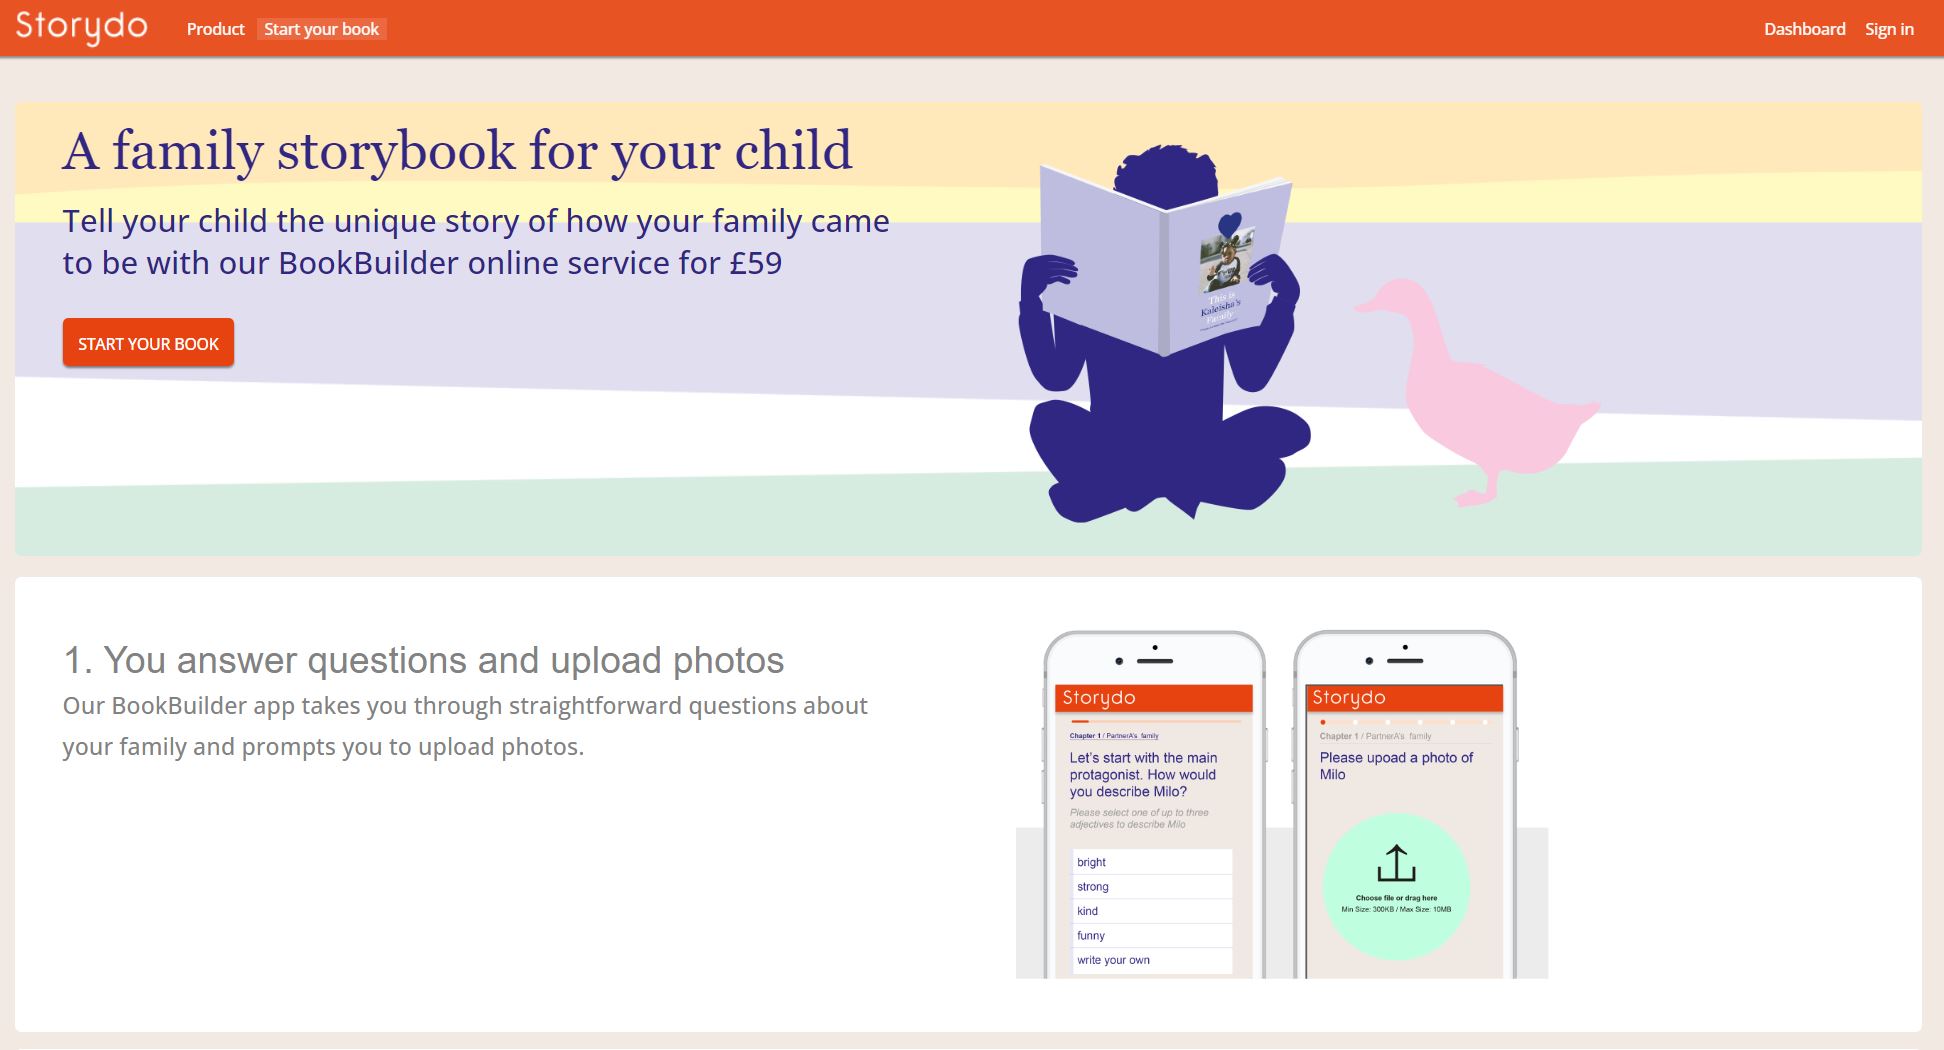 Storydo
Product
Start your book
Dashboard
Sign in
A family storybook for your child
Tell your child the unique story of how your family came
to be with our BookBuilder online service for £59
START YOUR BOOK
This is
Kaleisha's
Family
1. You answer questions and upload photos
Our BookBuilder app takes you through straightforward questions about
your family and prompts you to upload photos.
Storydo
Chapter 1 / PartnerA's family
Let's start with the main
protagonist. How would
you describe Milo?
Please select one of up to three
adjectives to describe Milo
bright
strong
kind
funny
write your own
Storydo
Chapter 1 / PartnerA's family
Please upoad a photo of
Milo
Choose file or drag here
Min Size: 300KB / Max Size: 10MB